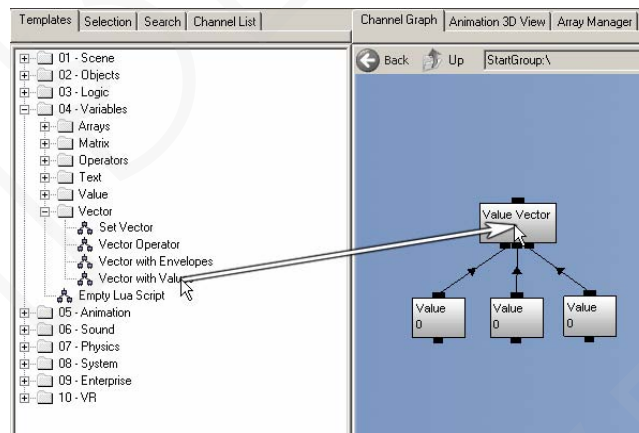 Templates Selection Search Channel List
01 - Scene
02 - Objects
03 - Logic
04 - Variables
Arrays
Matrix
Operators
Text
Value
Vector
Set Vector
Vector Operator
Vector with Envelopes
Vector with Valu
Empty Lua Script
05 - Animation
06 - Sound
07 - Physics
08 - System
09 - Enterprise
10 - VR
Channel Graph Animation 3D View Array Manager
Back Up StartGroup:\
Value Vector
Value
0
Value
0
Value
0